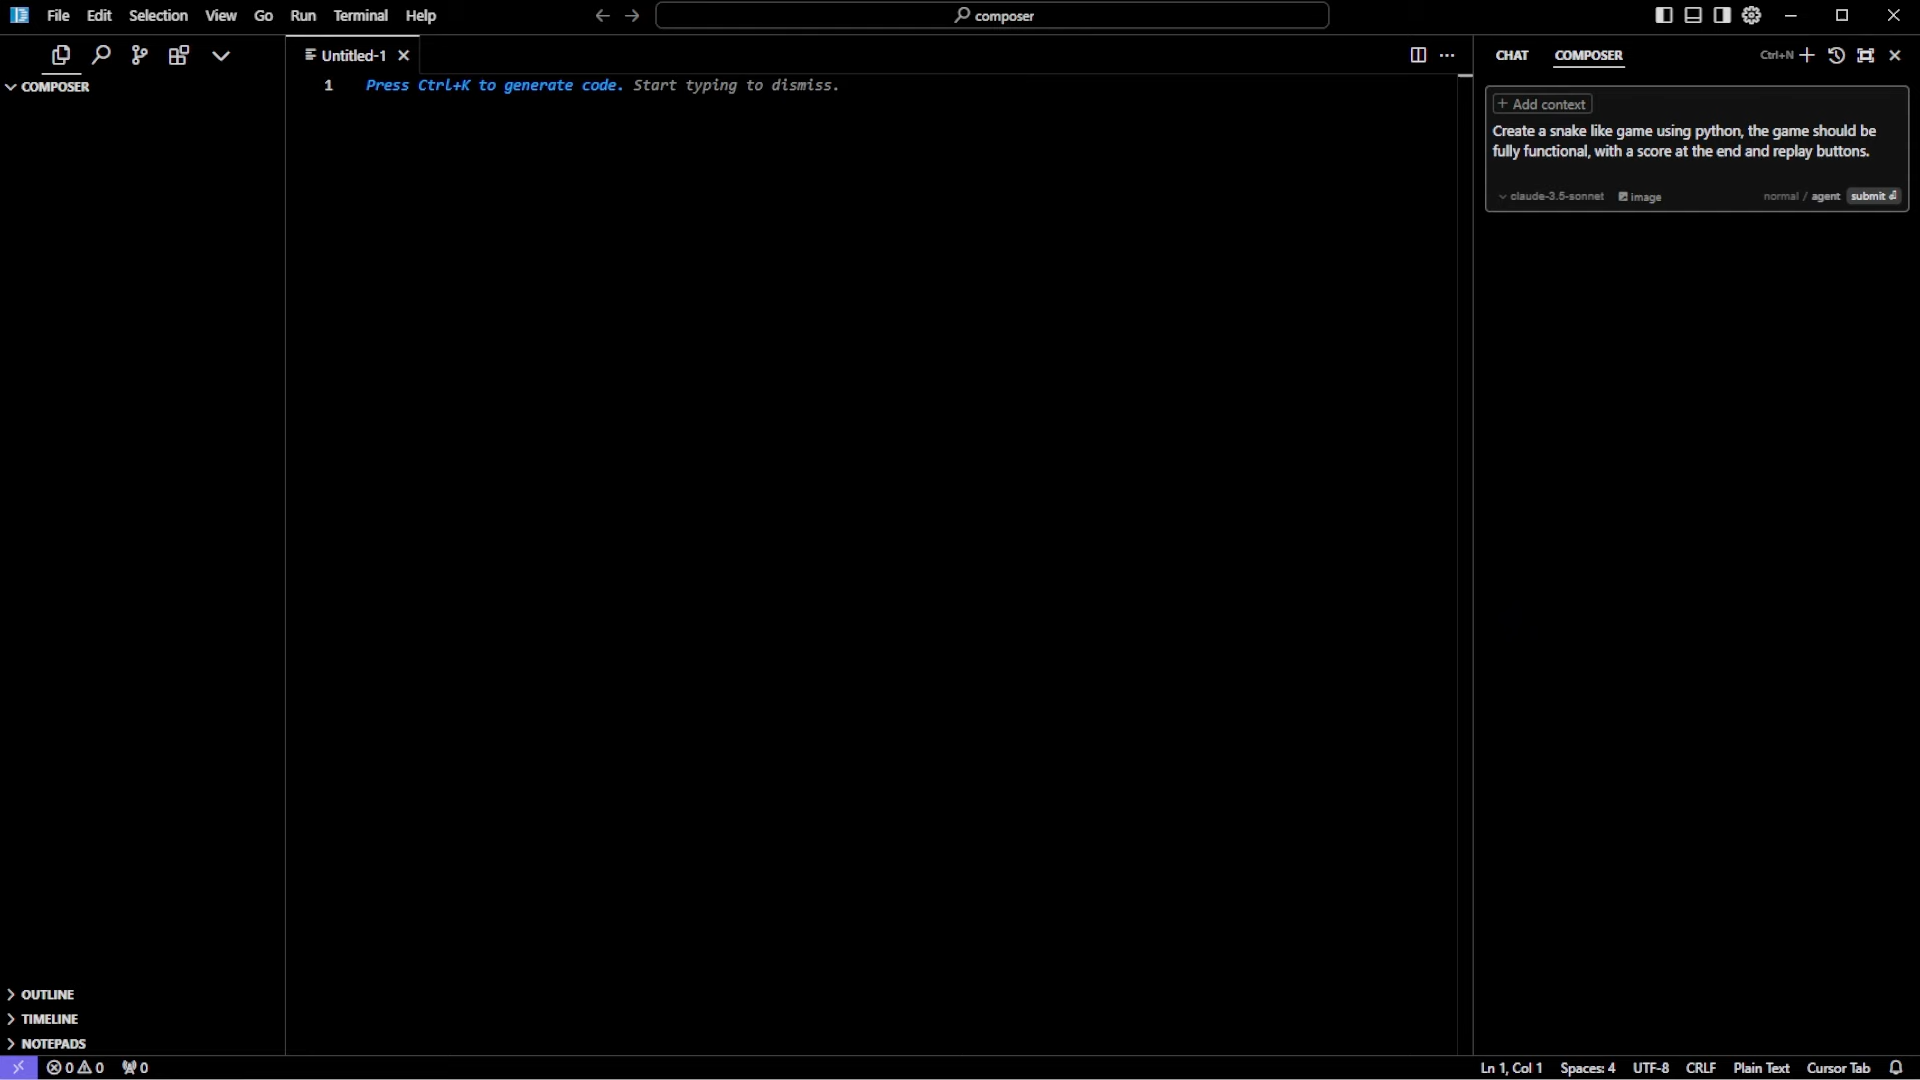 File Edit Selection View Go Run Terminal Help
composer
Untitled-1
CHAT COMPOSER Ctrl+N
COMPOSER
1 Press Ctrl+K to generate code. Start typing to dismiss.
+ Add context
Create a snake like game using python, the game should be
fully functional, with a score at the end and replay buttons.
claude-3.5-sonnet image normal / agent submit
OUTLINE
TIMELINE
NOTEPADS
0 0 0 Ln 1, Col 1 Spaces: 4 UTF-8 CRLF Plain Text Cursor Tab